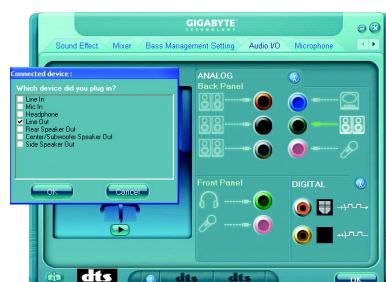 GIGABYTE
TECHNOLOGY
Sound Effect Mixer Bass Management Setting Audio I/O Microphone
Connected device :
Which device did you plug in?
Line In
Mic In
Headphone
Line Out
Rear Speaker Out
Center/Subwoofer Speaker Out
Side Speaker Out
OK Cancel
ANALOG
Back Panel
Front Panel
DIGITAL
dts dts dts
OK